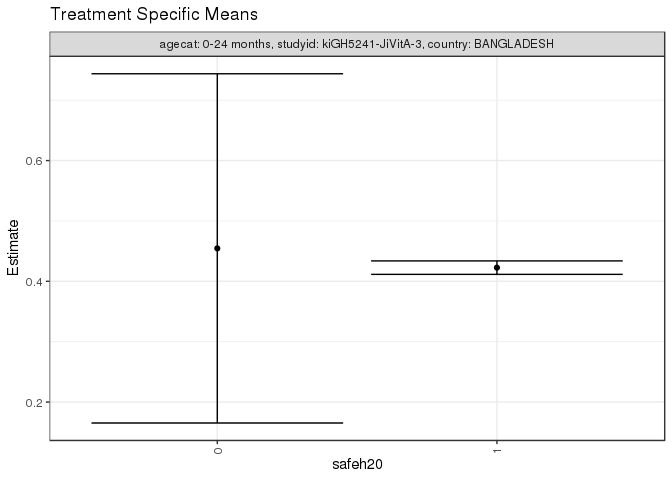 Treatment Specific Means
agecat: 0-24 months, studyid: kiGH5241-JiVitA-3, country: BANGLADESH
Estimate
0.6
0.4
0.2
0
1
safeh20